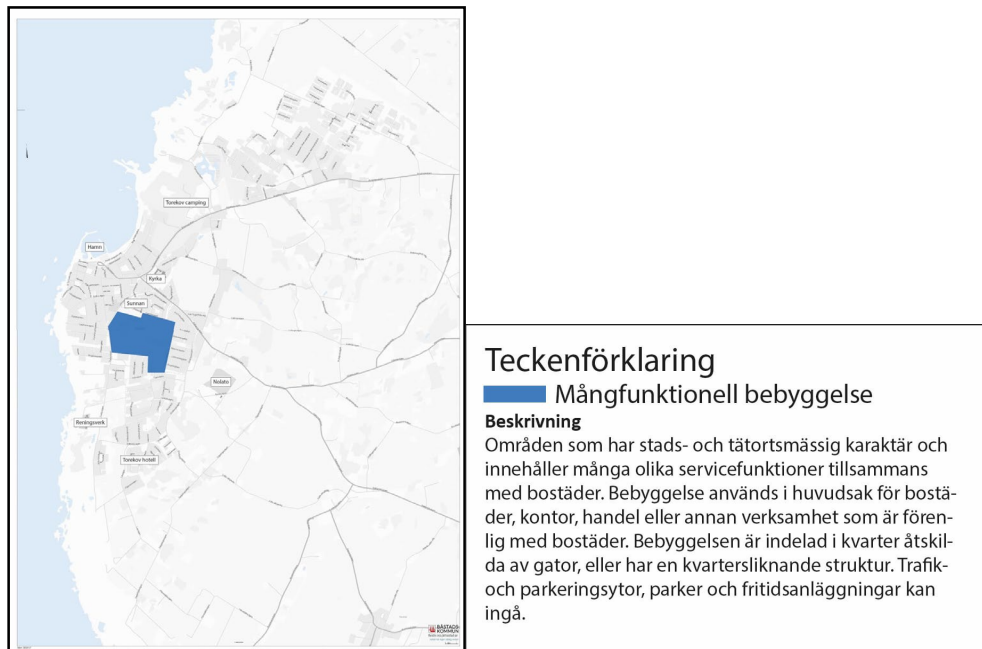 Torekov camping
Hamn
Kyrka
Sunnan
Nolato
Reningsverk
Torekov hotell
BÅSTADS
KOMMUN
Teckenförklaring
Mångfunktionell bebyggelse
Beskrivning
Områden som har stads- och tätortsmässig karaktär och
innehåller många olika servicefunktioner tillsammans
med bostäder. Bebyggelse används i huvudsak för bostä-
der, kontor, handel eller annan verksamhet som är fören-
lig med bostäder. Bebyggelsen är indelad i kvarter åtskil-
da av gator, eller har en kvartersliknande struktur. Trafik-
och parkeringsytor, parker och fritidsanläggningar kan
ingå.